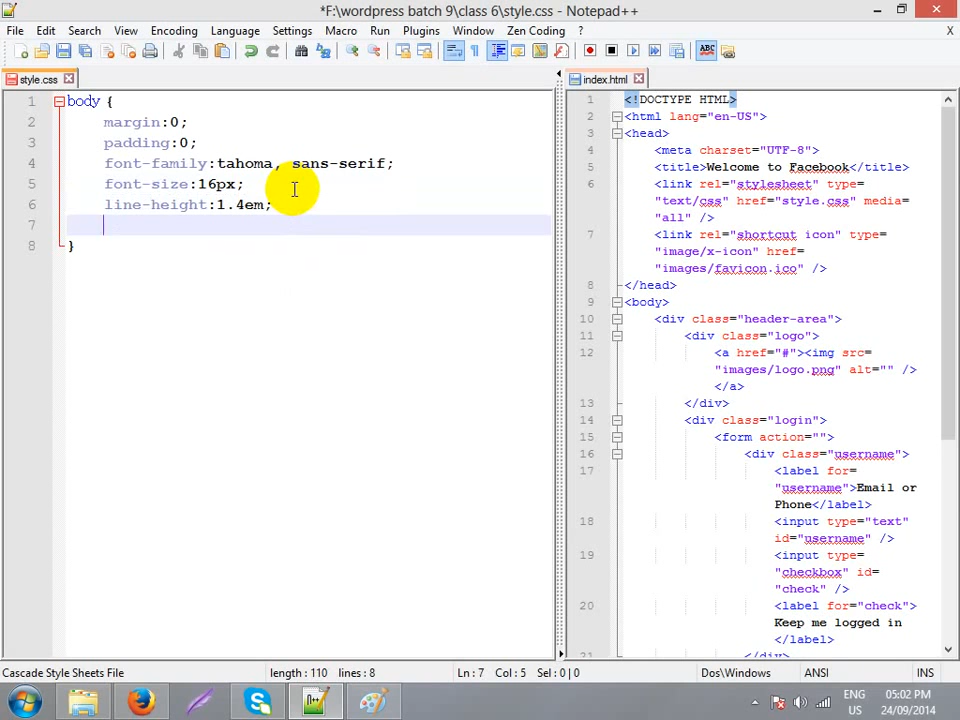 *F:\wordpress batch 9\class 6\style.css - Notepad++
File Edit Search View Encoding Language Settings Macro Run Plugins Window Zen Coding ? X
style.css
index.html
1 body {
2 margin:0;
3 padding:0;
4 font-family:tahoma, sans-serif;
5 font-size:16px;
6 line-height:1.4em;
7
8 }
1 <!DOCTYPE HTML>
2 <html lang="en-US">
3 <head>
4 <meta charset="UTF-8">
5 <title>Welcome to Facebook</title>
6 <link rel="stylesheet" type=
"text/css" href="style.css" media=
"all" />
7 <link rel="shortcut icon" type=
"image/x-icon" href=
"images/favicon.ico" />
8 </head>
9 <body>
10 <div class="header-area">
11 <div class="logo">
12 <a href="#"><img src=
"images/logo.png" alt="" />
</a>
13 </div>
14 <div class="login">
15 <form action="">
16 <div class="username">
17 <label for=
"username">Email or
Phone</label>
18 <input type="text"
id="username" />
19 <input type=
"checkbox" id=
"check" />
20 <label for="check">
Keep me logged in
</label>
21 </div>
Cascade Style Sheets File length : 110 lines : 8 Ln : 7 Col : 5 Sel : 0 | 0 Dos\Windows ANSI INS
ENG
US
05:02 PM
24/09/2014